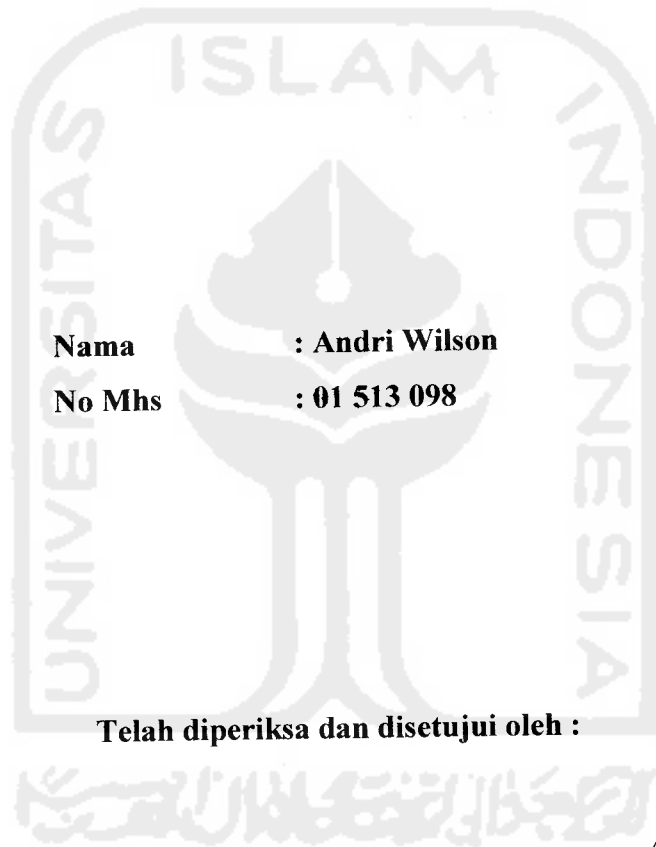 UNIVERSITAS ISLAM INDONESIA
Nama : Andri Wilson
No Mhs : 01 513 098
Telah diperiksa dan disetujui oleh :